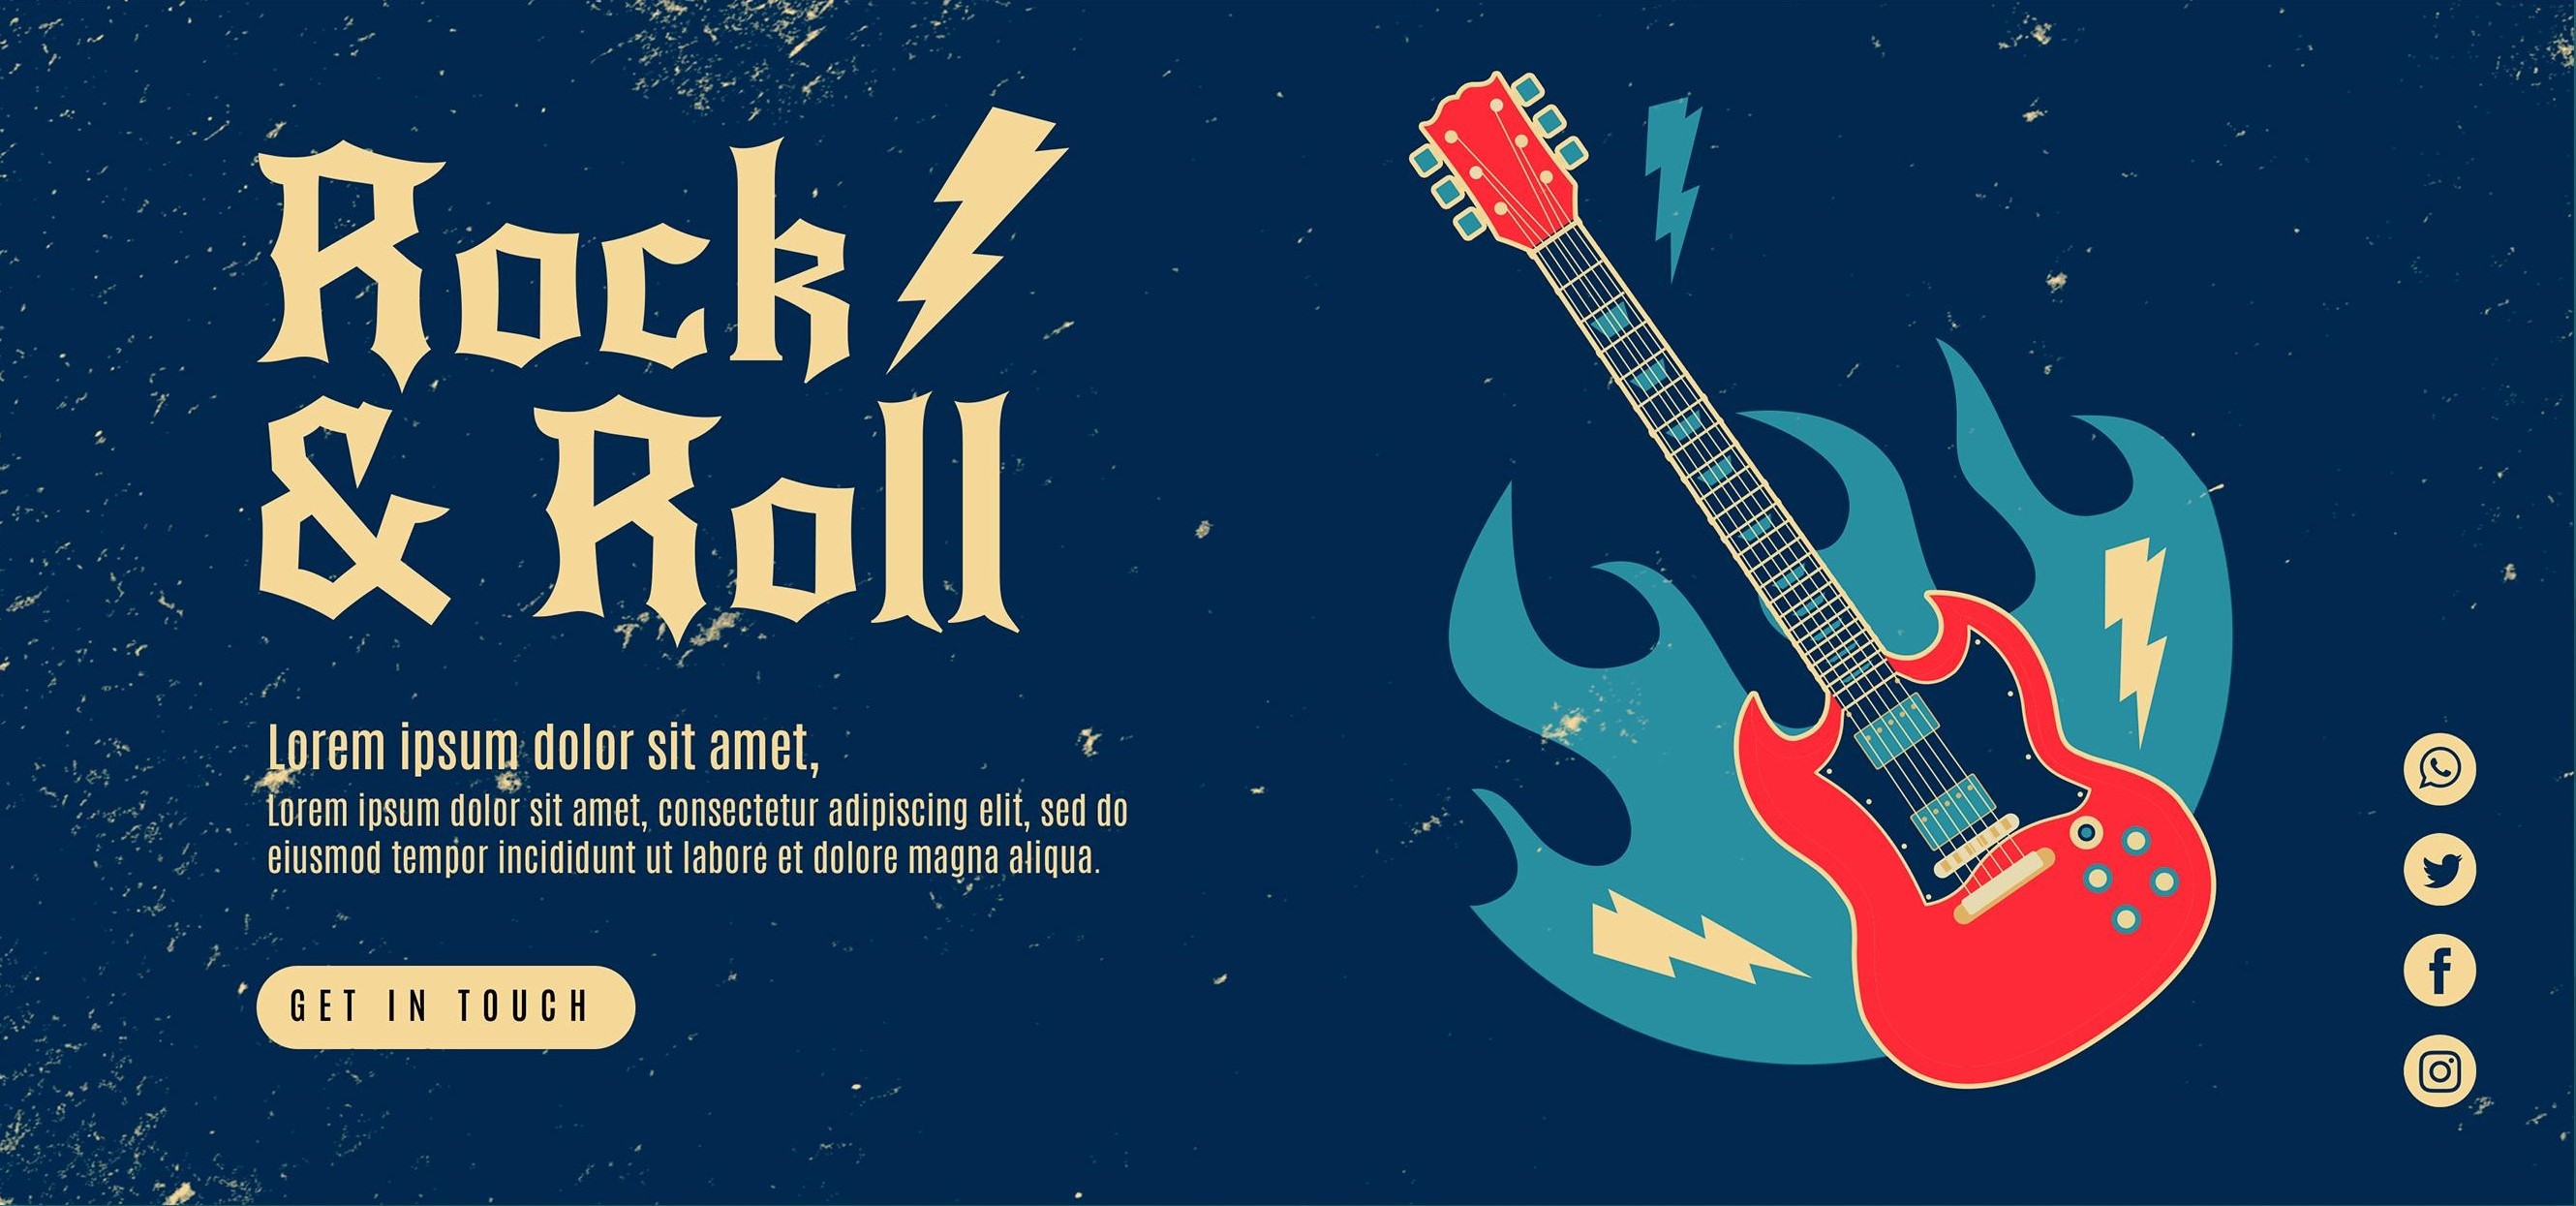 Rock
& Roll
Lorem ipsum dolor sit amet,
Lorem ipsum dolor sit amet, consectetur adipiscing elit, sed do
eiusmod tempor incididunt ut labore et dolore magna aliqua.
GET IN TOUCH